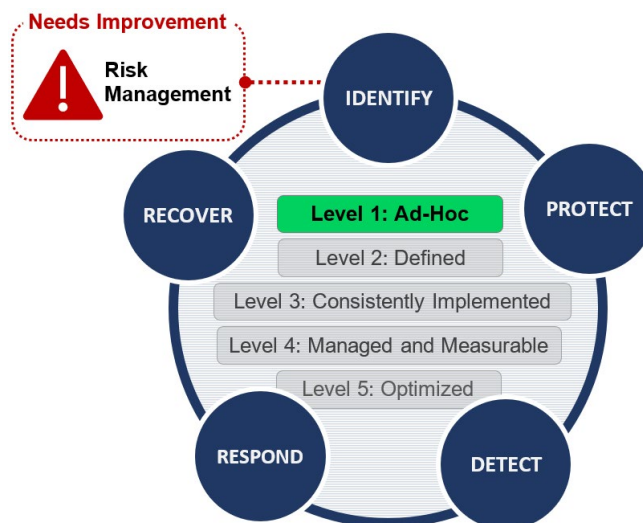 Needs Improvement
Risk
Management
IDENTIFY
RECOVER
PROTECT
Level 1: Ad-Hoc
Level 2: Defined
Level 3: Consistently Implemented
Level 4: Managed and Measurable
Level 5: Optimized
RESPOND
DETECT